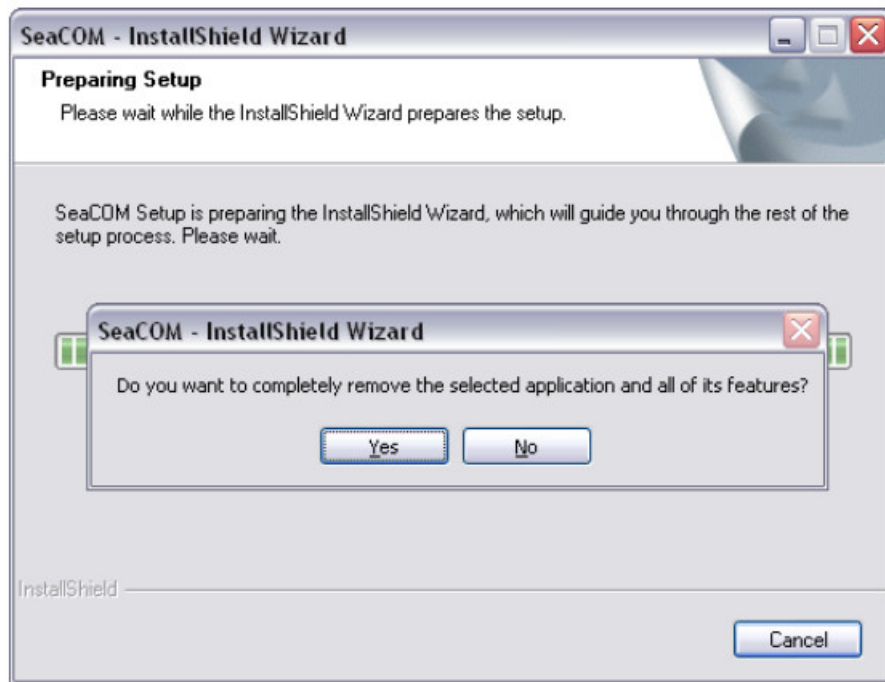 SeaCOM - InstallShield Wizard
Preparing Setup
Please wait while the InstallShield Wizard prepares the setup.
SeaCOM Setup is preparing the InstallShield Wizard, which will guide you through the rest of the
setup process. Please wait.
SeaCOM - InstallShield Wizard
Do you want to completely remove the selected application and all of its features?
Yes No
InstallShield
Cancel